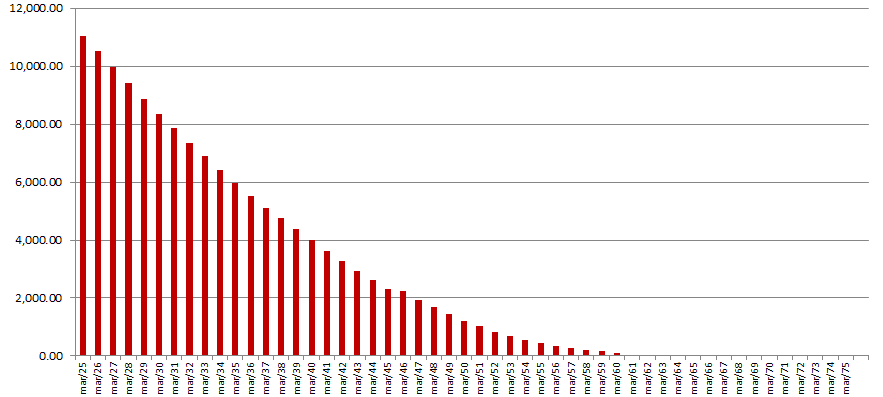 12,000.00
10,000.00
8,000.00
6,000.00
4,000.00
2,000.00
0.00
mar/25
mar/26
mar/27
mar/28
mar/29
mar/30
mar/31
mar/32
mar/33
mar/34
mar/35
mar/36
mar/37
mar/38
mar/39
mar/40
mar/41
mar/42
mar/43
mar/44
mar/45
mar/46
mar/47
mar/48
mar/49
mar/50
mar/51
mar/52
mar/53
mar/54
mar/55
mar/56
mar/57
mar/58
mar/59
mar/60
mar/61
mar/62
mar/63
mar/64
mar/65
mar/66
mar/67
mar/68
mar/69
mar/70
mar/71
mar/72
mar/73
mar/74
mar/75